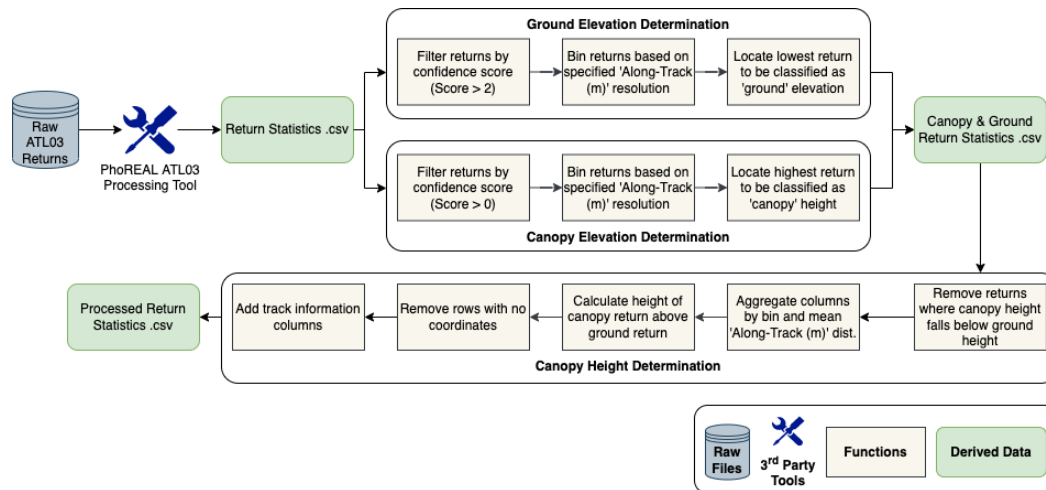 Ground Elevation Determination
Filter returns by
confidence score
(Score > 2)
Bin returns based on
specified 'Along-Track
(m)' resolution
Locate lowest return
to be classified as
'ground' elevation
Raw
ATL03
Returns
PhoREAL ATL03
Processing Tool
Return Statistics .csv
Canopy & Ground
Return Statistics .csv
Filter returns by
confidence score
(Score > 0)
Bin returns based on
specified 'Along-Track
(m)' resolution
Locate highest return
to be classified as
'canopy' height
Canopy Elevation Determination
Processed Return
Statistics .csv
Add track information
columns
Remove rows with no
coordinates
Calculate height of
canopy return above
ground return
Aggregate columns
by bin and mean
'Along-Track (m)' dist.
Remove returns
where canopy height
falls below ground
height
Canopy Height Determination
Raw
Files
3rd Party
Tools
Functions
Derived Data